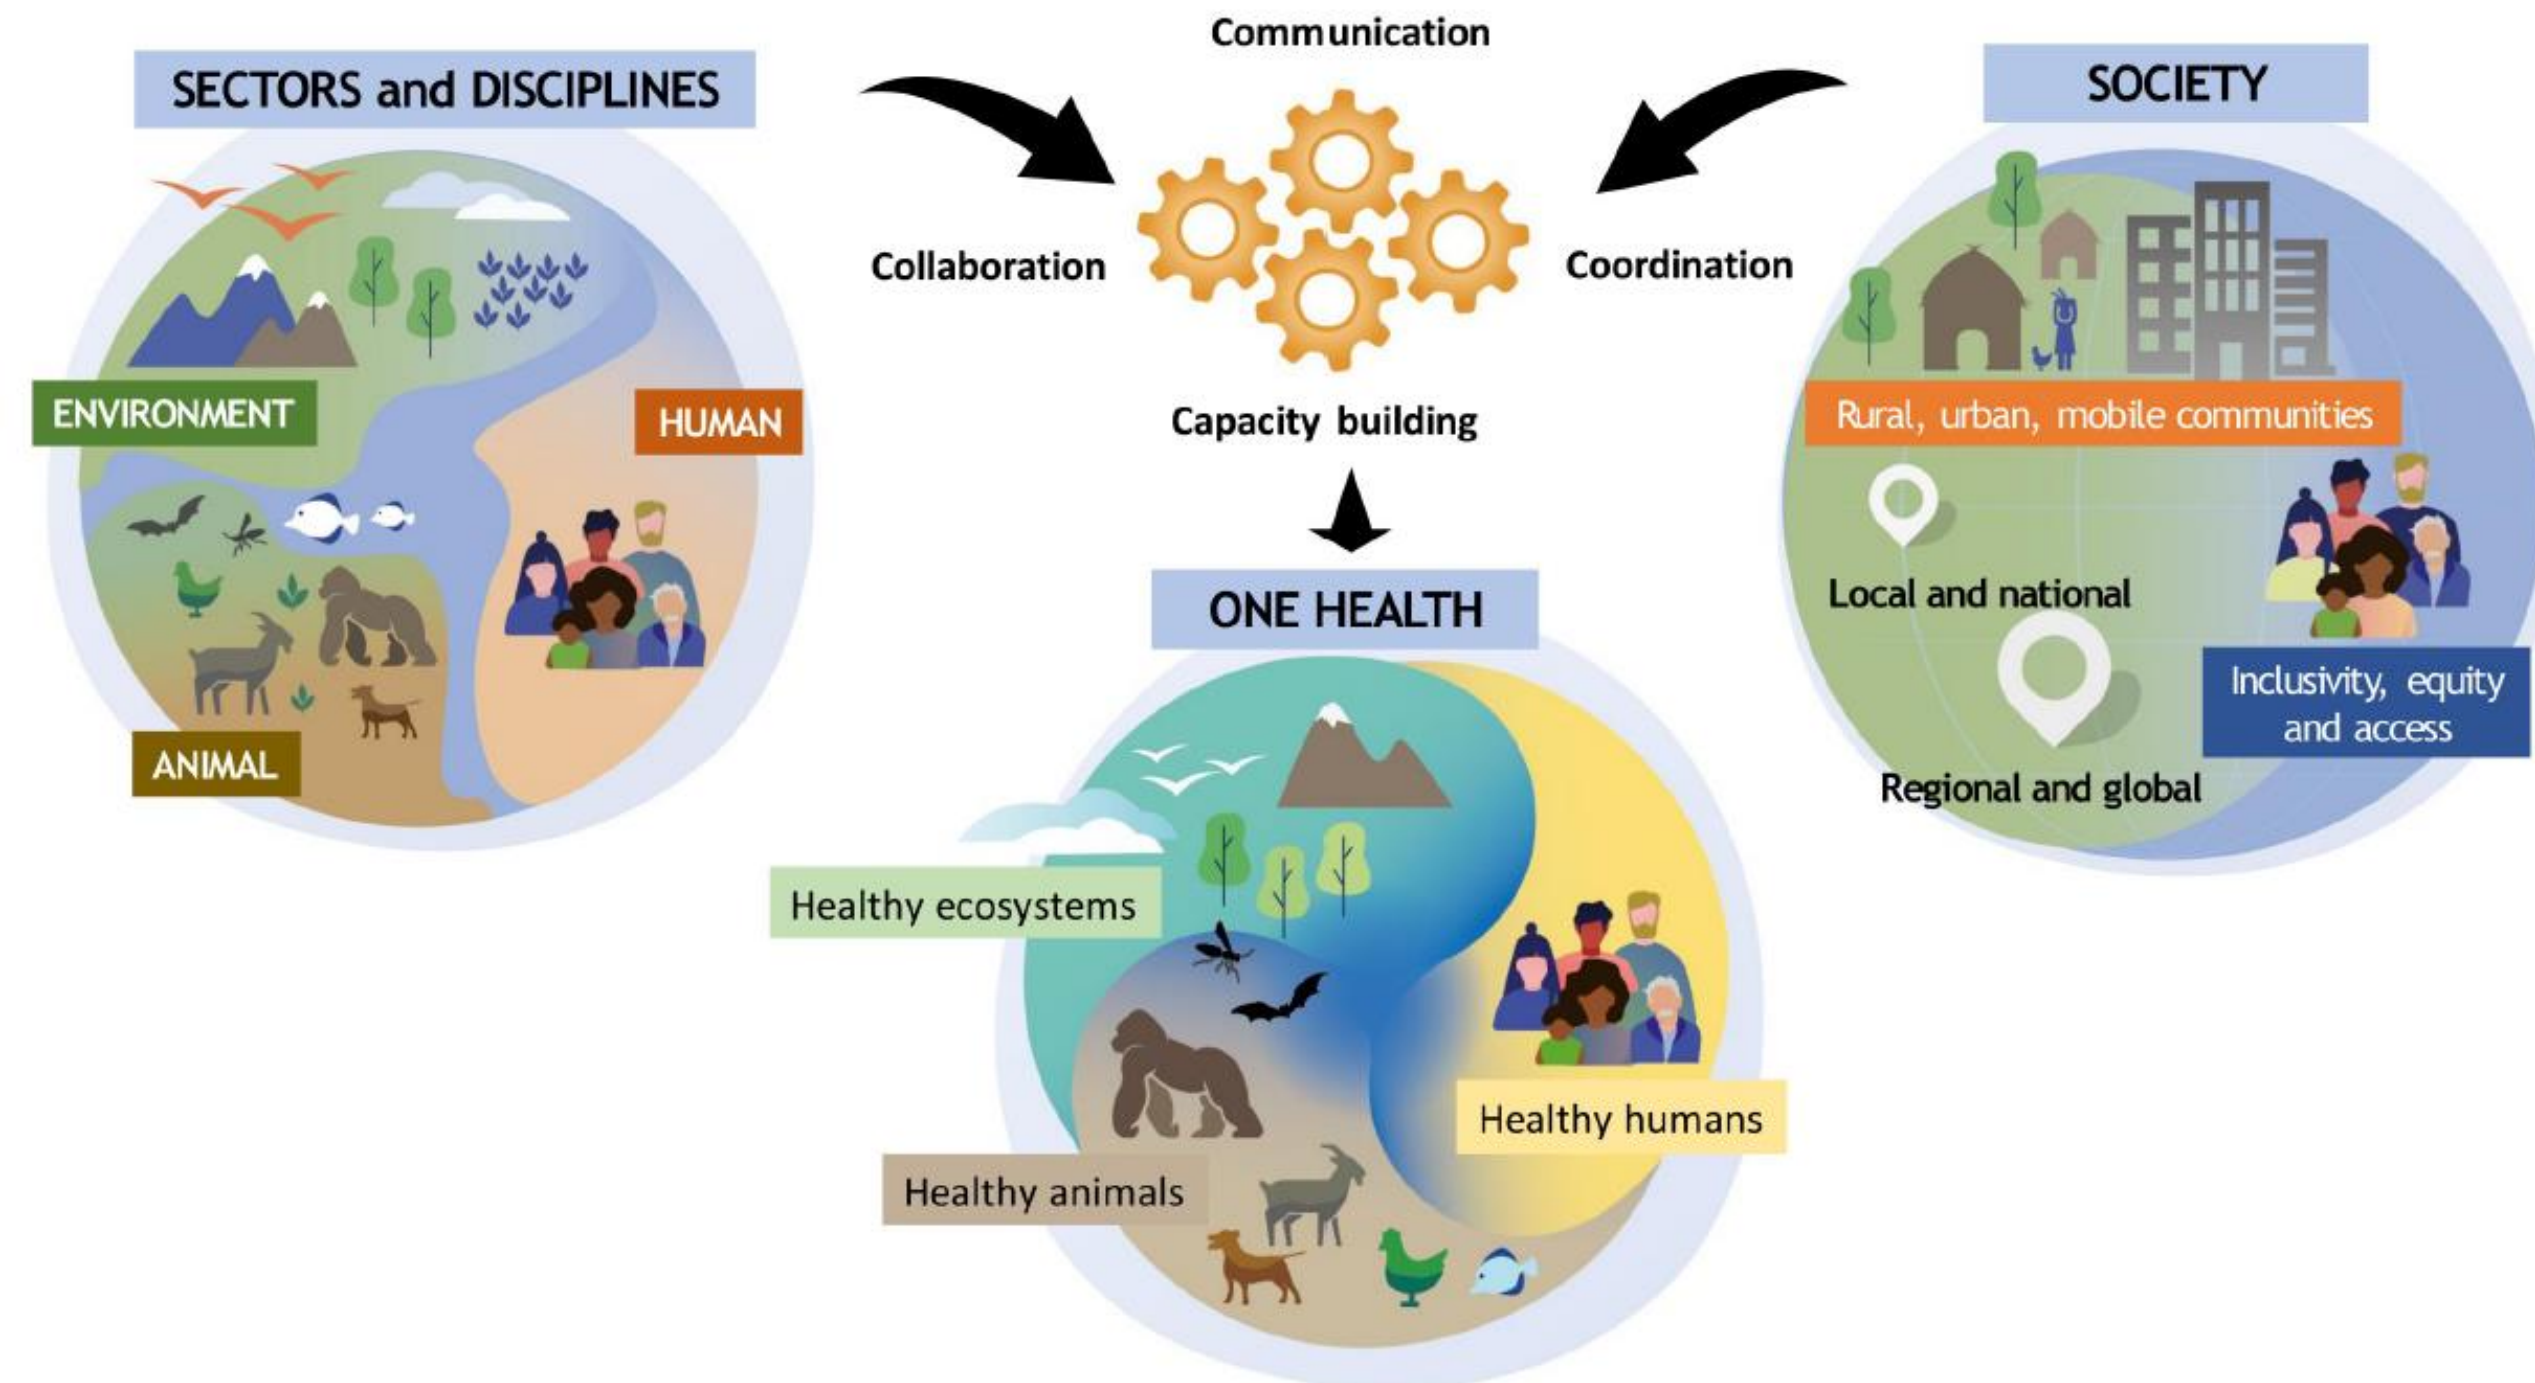 SECTORS and DISCIPLINES
ENVIRONMENT
HUMAN
ANIMAL
Communication
Collaboration
Coordination
Capacity building
SOCIETY
Rural, urban, mobile communities
Local and national
Inclusivity, equity
and access
Regional and global
ONE HEALTH
Healthy ecosystems
Healthy humans
Healthy animals